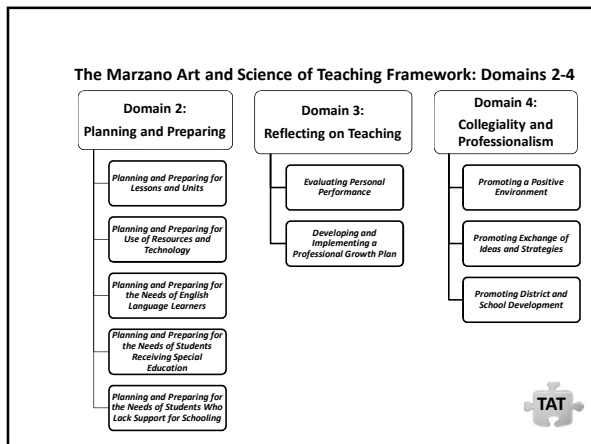 The Marzano Art and Science of Teaching Framework: Domains 2-4
Domain 2:
Planning and Preparing
Planning and Preparing for
Lessons and Units
Planning and Preparing for
Use of Resources and
Technology
Planning and Preparing for
the Needs of English
Language Learners
Planning and Preparing for
the Needs of Students
Receiving Special
Education
Planning and Preparing for
the Needs of Students Who
Lack Support for Schooling
Domain 3:
Reflecting on Teaching
Evaluating Personal
Performance
Developing and
Implementing a
Professional Growth Plan
Domain 4:
Collegiality and
Professionalism
Promoting a Positive
Environment
Promoting Exchange of
Ideas and Strategies
Promoting District and
School Development
TAT